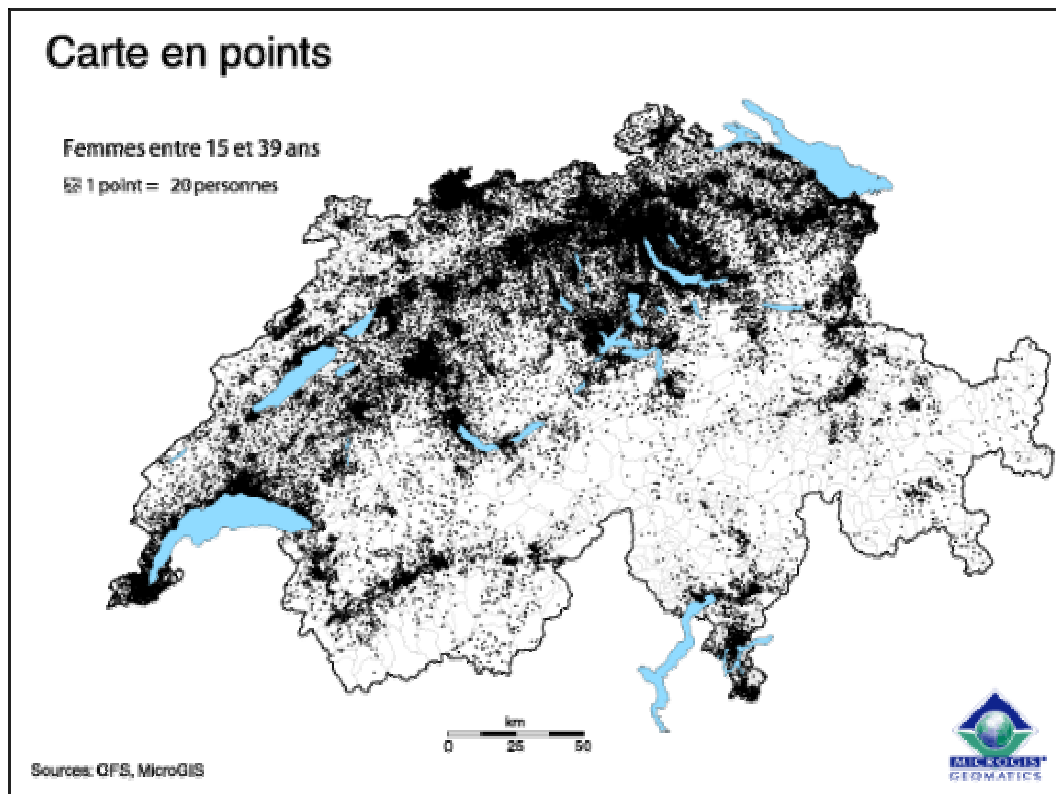 Carte en points
Femmes entre 15 et 39 ans
1 point = 20 personnes
km
0 25 50
Sources: OFS, MicroGIS
MICROGIS®
GEOMATICS